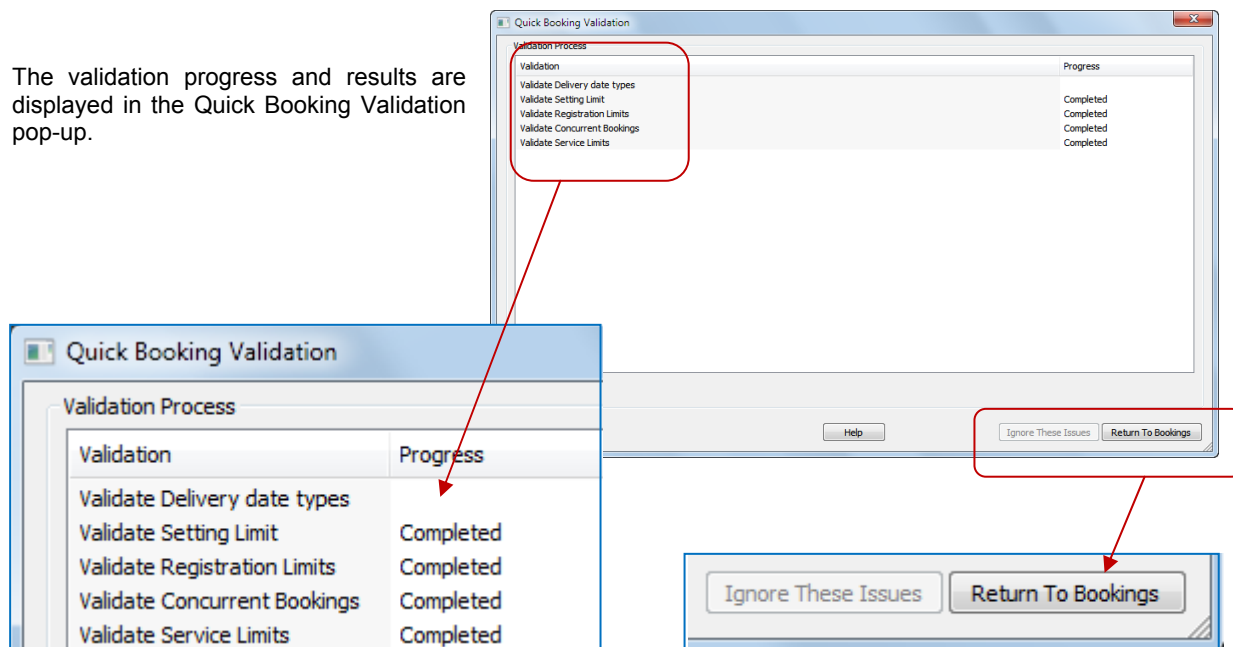 The validation progress and results are
displayed in the Quick Booking Validation
pop-up.
Quick Booking Validation
Validation Process
Validation Progress
Validate Delivery date types
Validate Setting Limit Completed
Validate Registration Limits Completed
Validate Concurrent Bookings Completed
Validate Service Limits Completed
Help Ignore These Issues Return To Bookings
Quick Booking Validation
Validation Process
Validation Progress
Validate Delivery date types
Validate Setting Limit Completed
Validate Registration Limits Completed
Validate Concurrent Bookings Completed
Validate Service Limits Completed
Ignore These Issues Return To Bookings